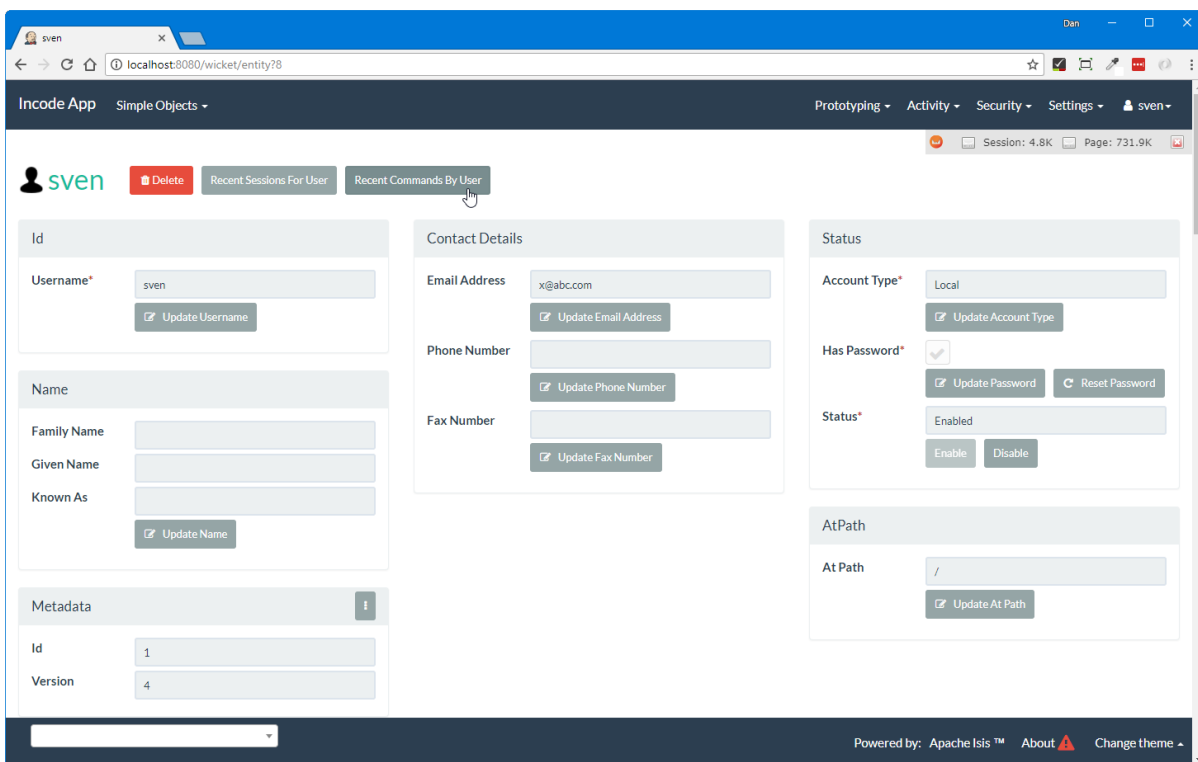 Dan
sven
localhost:8080/wicket/entity?8
Incode App Simple Objects Prototyping Activity Security Settings sven
Session: 4.8K Page: 731.9K
sven Delete Recent Sessions For User Recent Commands By User
Id
Username*
sven
Update Username
Name
Family Name
Given Name
Known As
Update Name
Metadata
Id
1
Version
4
Contact Details
Email Address
x@abc.com
Update Email Address
Phone Number
Update Phone Number
Fax Number
Update Fax Number
Status
Account Type*
Local
Update Account Type
Has Password*
Update Password Reset Password
Status*
Enabled
Enable Disable
AtPath
At Path
/
Update At Path
Powered by: Apache Isis ™ About Change theme